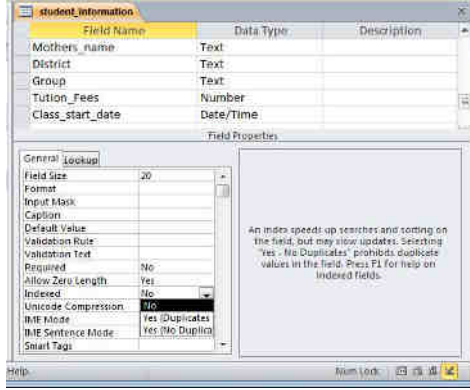 student_information
Field Name Data Type Description
Mothers_name Text
District Text
Group Text
Tution_Fees Number
Class_start_date Date/Time
Field Properties
General Lookup
Field Size 20
Format
Input Mask
Caption
Default Value
Validation Rule
Validation Text
Required No
Allow Zero Length Yes
Indexed No
Unicode Compression No
IME Mode Yes (Duplicates
IME Sentence Mode Yes (No Duplica
Smart Tags
An index speeds up searches and sorting on
the field, but may slow updates. Selecting
"Yes - No Duplicates" prohibits duplicate
values in the field. Press F1 for help on
indexed fields.
Help. Num Lock